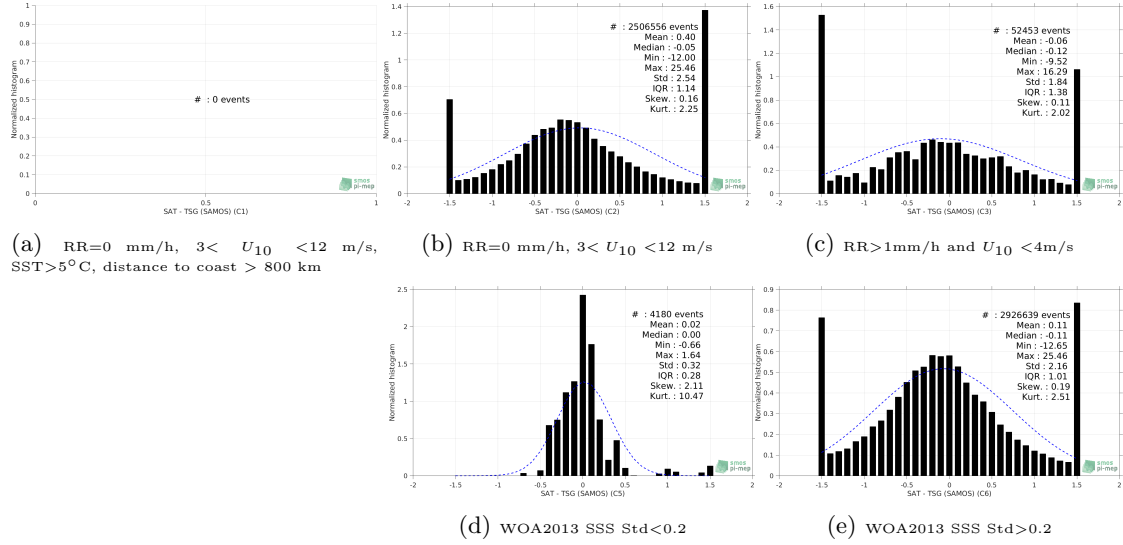 1
0.9
0.8
0.7
0.6
0.5
0.4
0.3
0.2
0.1
0
Normalized histogram
# : 0 events
smos
pi-mep
0 0.5 1
SAT - TSG (SAMOS) (C1)
(a) RR=0 mm/h, 3< U10 <12 m/s,
SST>5°C, distance to coast > 800 km
1.4
1.2
1
0.8
0.6
0.4
0.2
0
Normalized histogram
# : 2506556 events
Mean : 0.40
Median : -0.05
Min : -12.00
Max : 25.46
Std : 2.54
IQR : 1.14
Skew. : 0.16
Kurt. : 2.25
smos
pi-mep
-2 -1.5 -1 -0.5 0 0.5 1 1.5 2
SAT - TSG (SAMOS) (C2)
(b) RR=0 mm/h, 3< U10 <12 m/s
1.6
1.4
1.2
1
0.8
0.6
0.4
0.2
0
Normalized histogram
# : 52453 events
Mean : -0.06
Median : -0.12
Min : -9.52
Max : 16.29
Std : 1.84
IQR : 1.38
Skew. : 0.11
Kurt. : 2.02
smos
pi-mep
-2 -1.5 -1 -0.5 0 0.5 1 1.5 2
SAT - TSG (SAMOS) (C3)
(c) RR>1mm/h and U10 <4m/s
2.5
2
1.5
1
0.5
0
Normalized histogram
# : 4180 events
Mean : 0.02
Median : 0.00
Min : -0.66
Max : 1.64
Std : 0.32
IQR : 0.28
Skew. : 2.11
Kurt. : 10.47
smos
pi-mep
-2 -1.5 -1 -0.5 0 0.5 1 1.5 2
SAT - TSG (SAMOS) (C5)
(d) WOA2013 SSS Std<0.2
0.9
0.8
0.7
0.6
0.5
0.4
0.3
0.2
0.1
0
Normalized histogram
# : 2926639 events
Mean : 0.11
Median : -0.11
Min : -12.65
Max : 25.46
Std : 2.16
IQR : 1.01
Skew. : 0.19
Kurt. : 2.51
smos
pi-mep
-2 -1.5 -1 -0.5 0 0.5 1 1.5 2
SAT - TSG (SAMOS) (C6)
(e) WOA2013 SSS Std>0.2